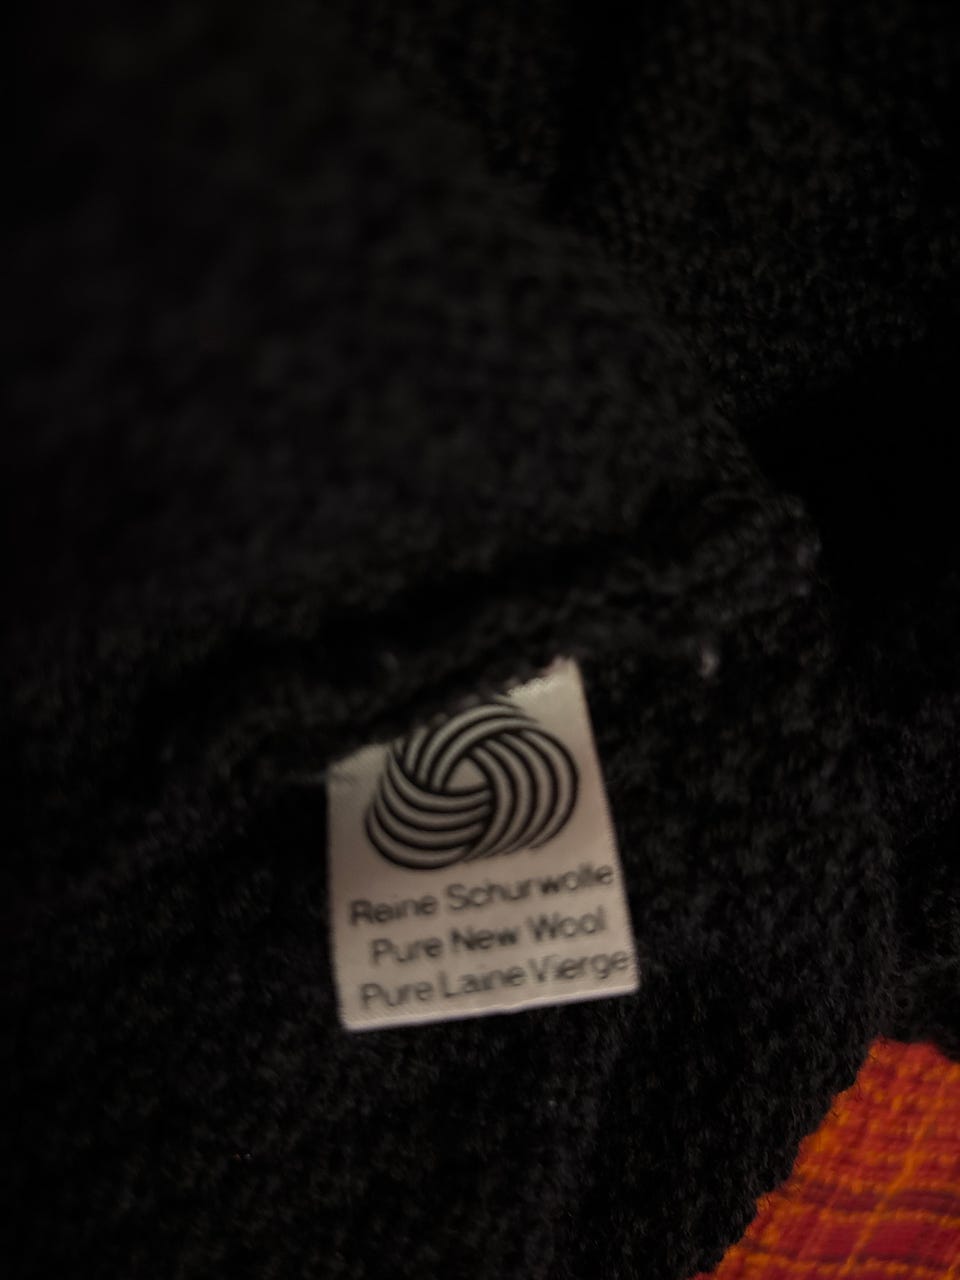 Reine Schurwolle
Pure New Wool
Pure Laine Vierge